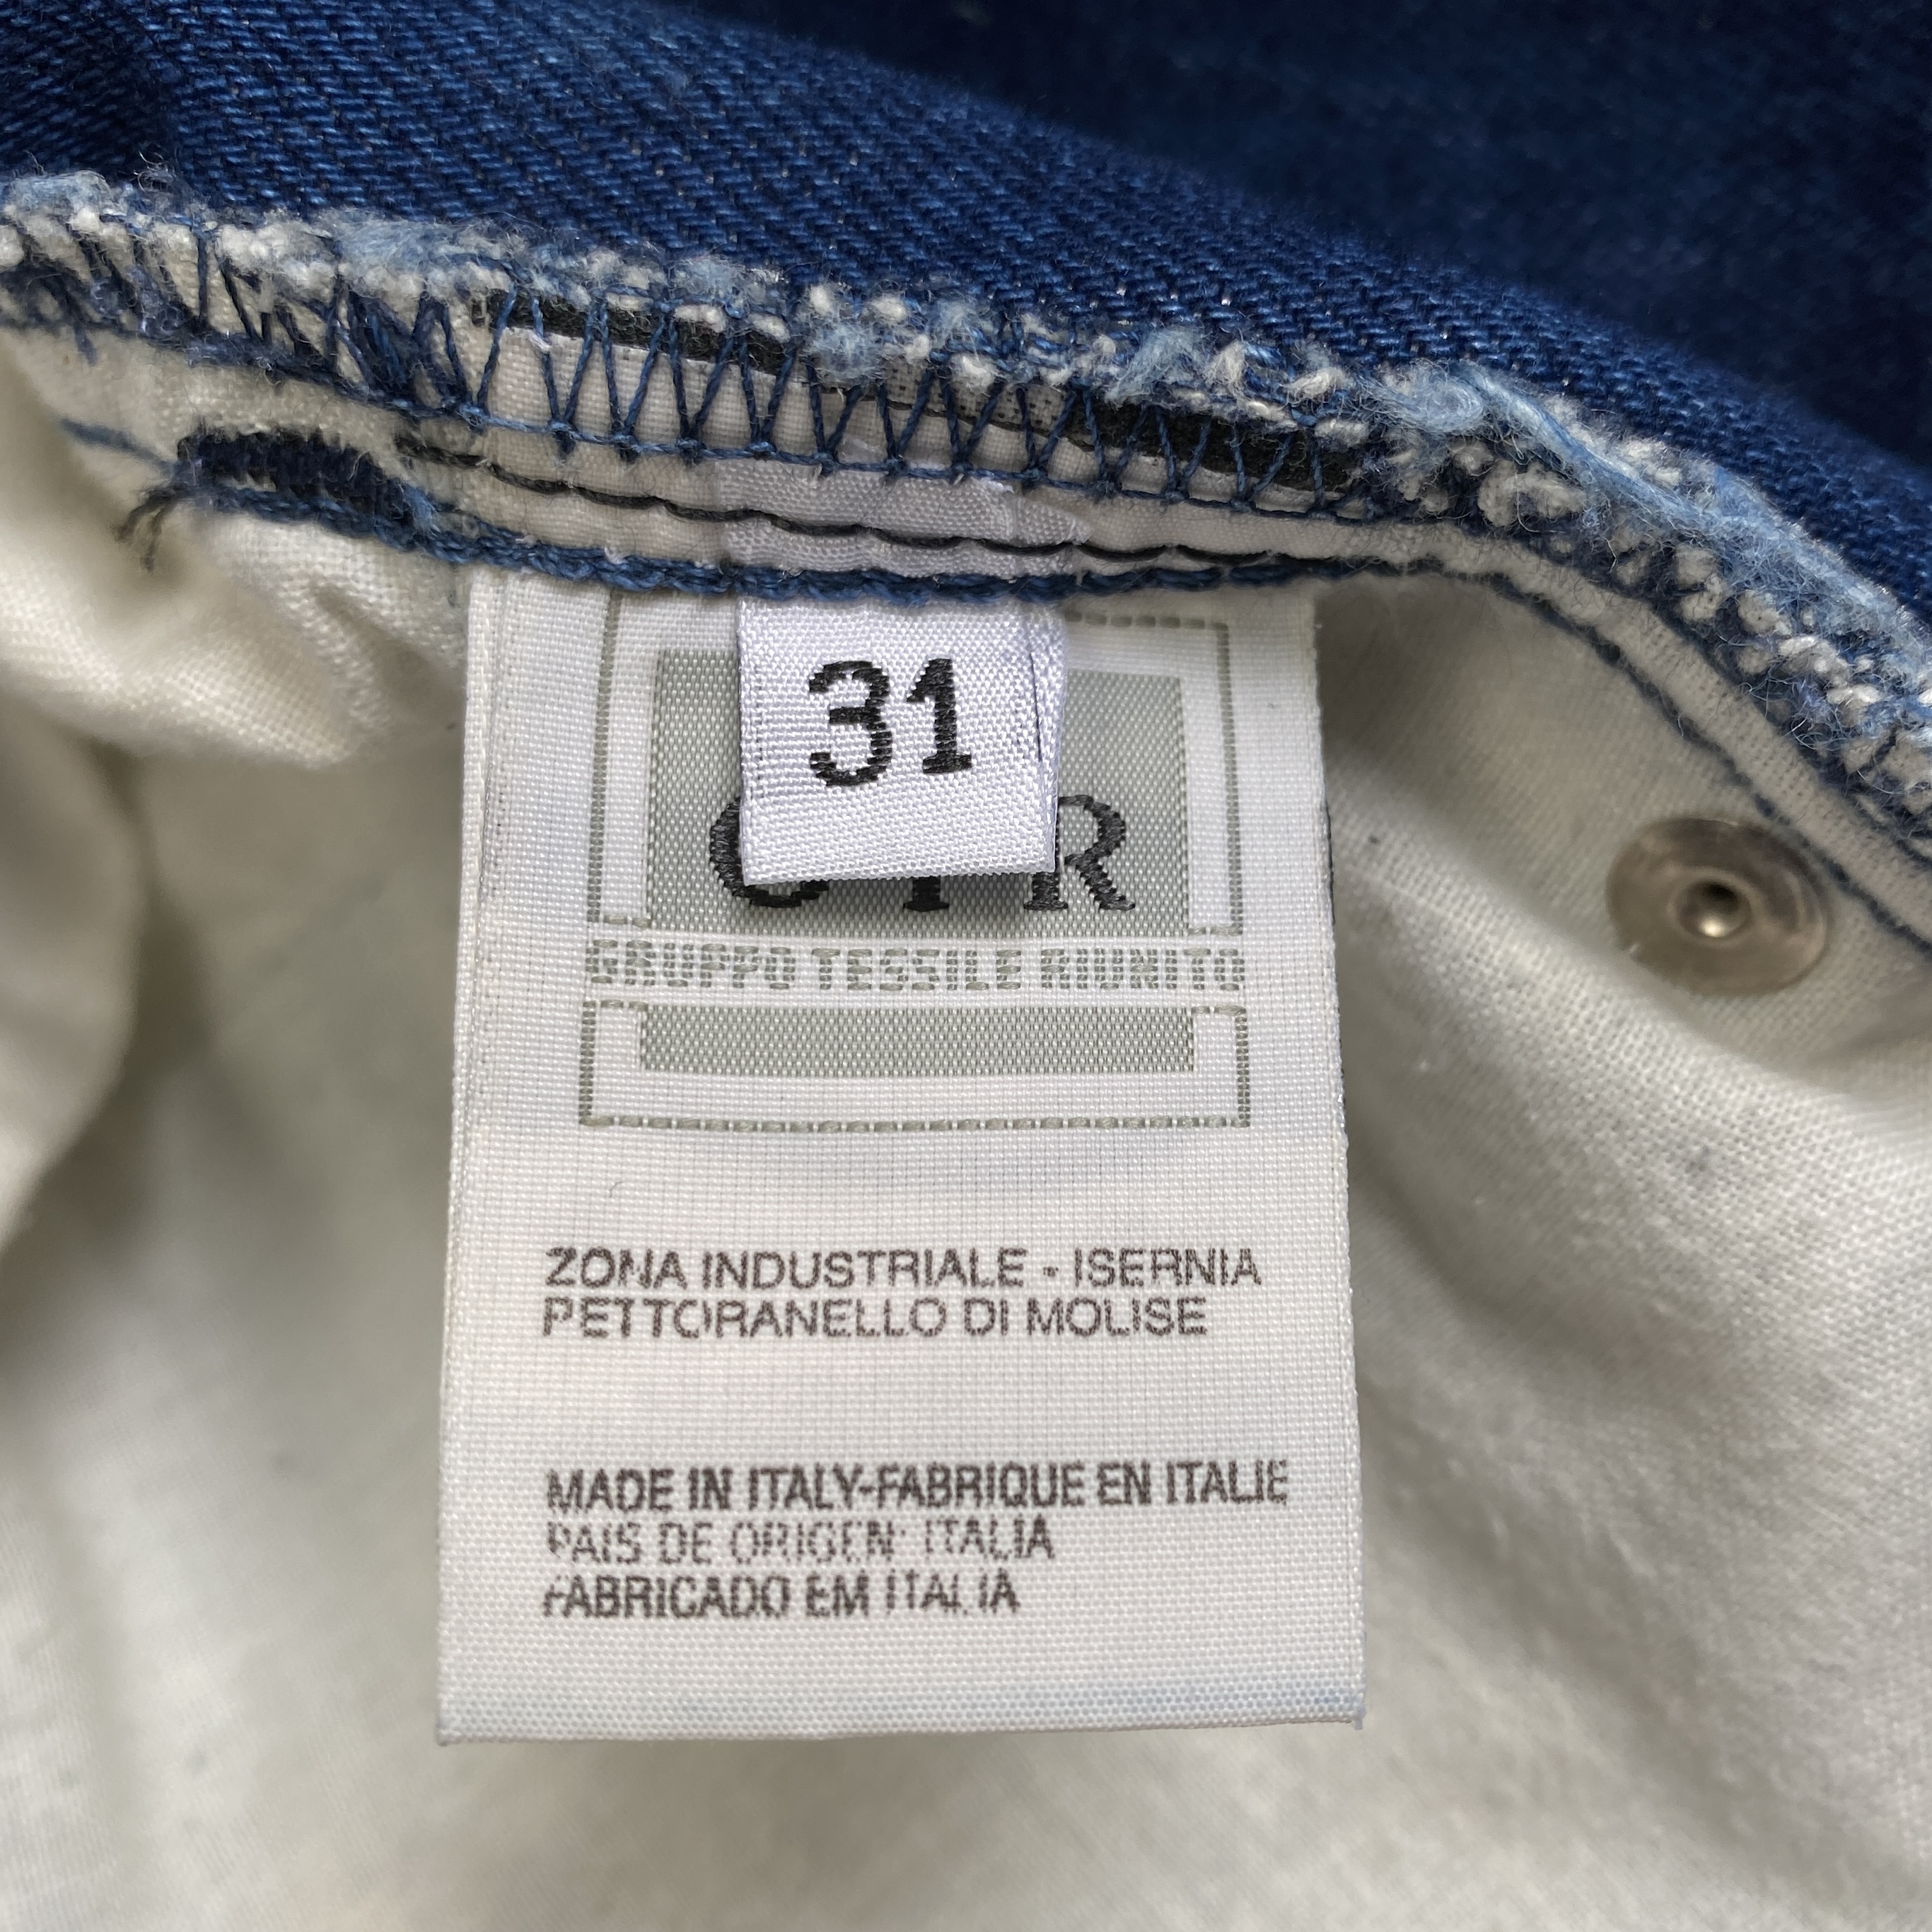 31
GTR
GRUPPO TESSILE RIUNITO
ZONA INDUSTRIALE - ISERNIA
PETTORANELLO DI MOLISE
MADE IN ITALY-FABRIQUE EN ITALIE
PAIS DE ORIGEN: ITALIA
FABRICADO EM ITALIA